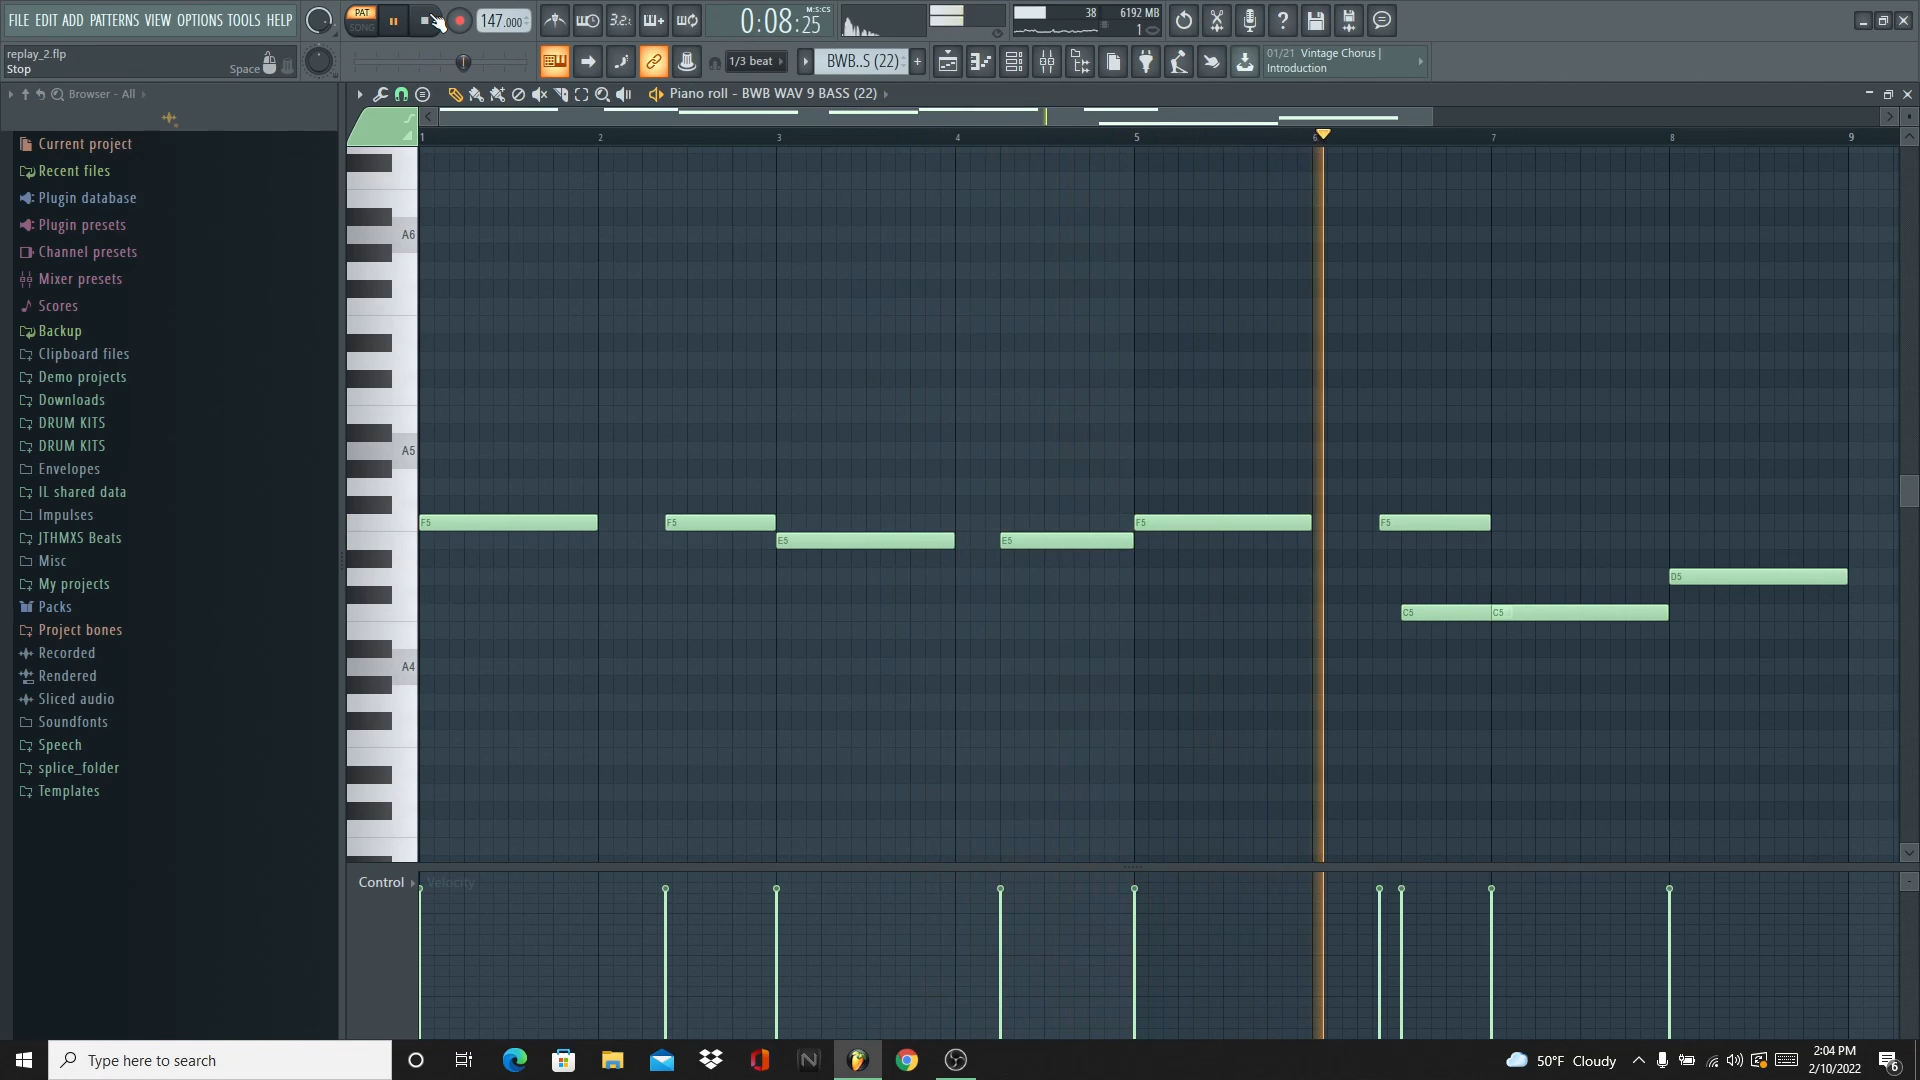 FILE EDIT ADD PATTERNS VIEW OPTIONS TOOLS HELP
PAT
SONG
147.000
3.2.
0:08:25
M:S:CS
38
6192 MB
1
replay_2.flp
Stop
Space
1/3 beat
BWB..S (22)
+
01/21 Vintage Chorus |
Introduction
Browser - All
Piano roll - BWB WAV 9 BASS (22)
1 2 3 4 5 6 7 8 9
Current project
Recent files
Plugin database
Plugin presets
Channel presets
Mixer presets
Scores
Backup
Clipboard files
Demo projects
Downloads
DRUM KITS
DRUM KITS
Envelopes
IL shared data
Impulses
JTHMXS Beats
Misc
My projects
Packs
Project bones
Recorded
Rendered
Sliced audio
Soundfonts
Speech
splice_folder
Templates
A6
A5
F5 F5 F5 F5
E5 E5
D5
C5 C5
A4
Control
Velocity
Type here to search
50°F Cloudy
2:04 PM
2/10/2022
6